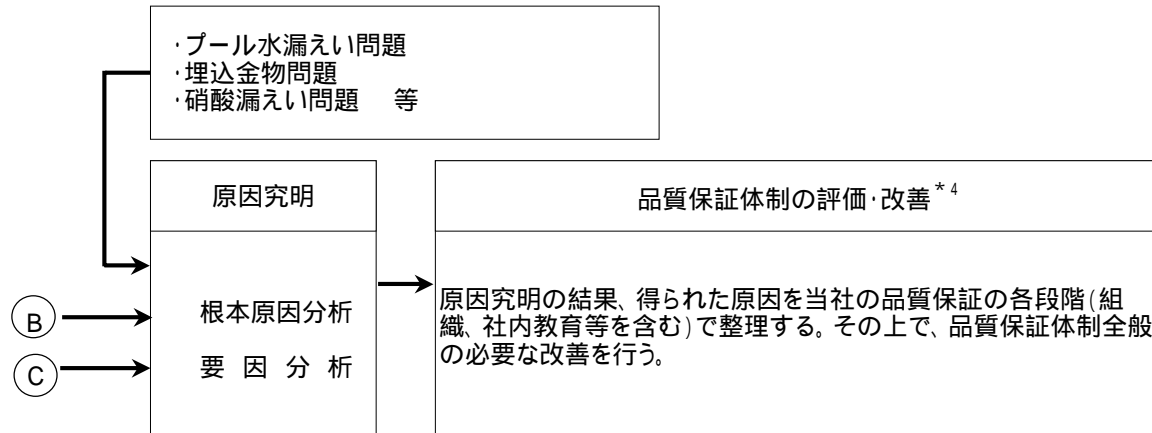 ·プール水漏えい問題
·埋込金物問題
·硝酸漏えい問題　等
原因究明
品質保証体制の評価·改善*4
B
C
根本原因分析
要 因 分 析
原因究明の結果、得られた原因を当社の品質保証の各段階(組
織、社内教育等を含む)で整理する。その上で、品質保証体制全般
の必要な改善を行う。